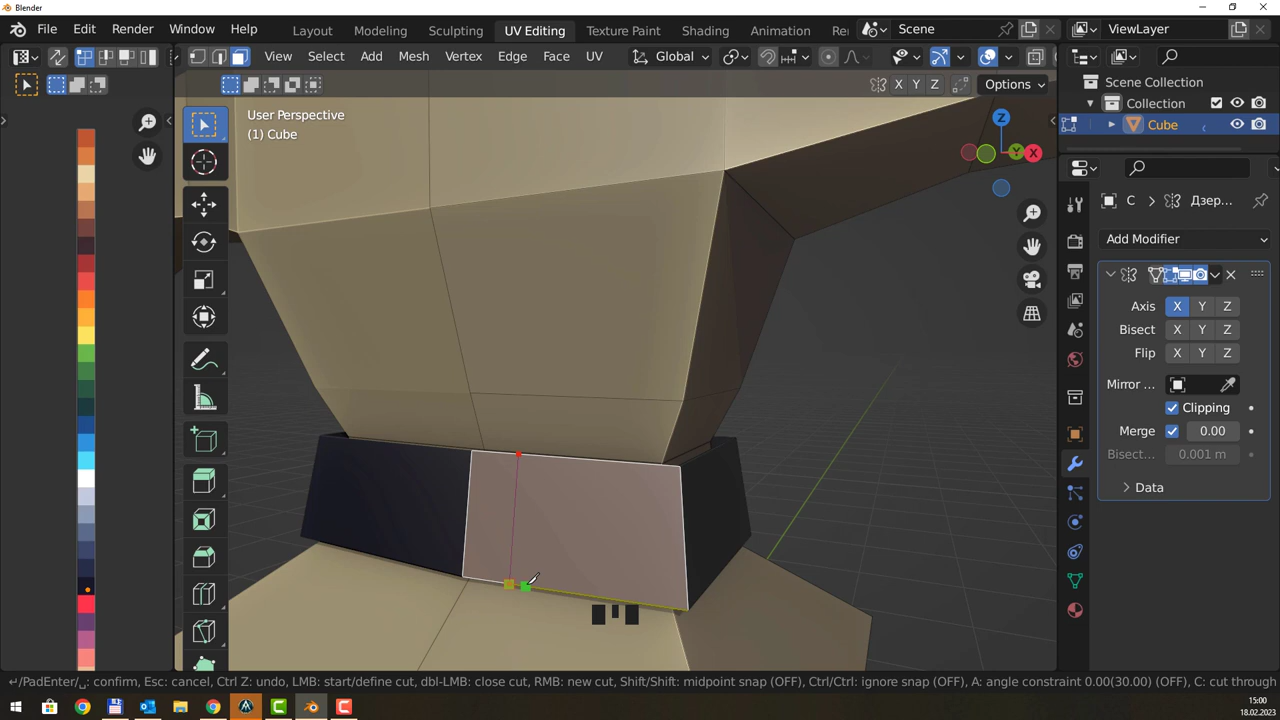 Blender
File Edit Render Window Help
Layout Modeling Sculpting UV Editing Texture Paint Shading Animation Re
Scene
ViewLayer
View Select Add Mesh Vertex Edge Face UV
Global
X Y Z
Options
User Perspective
(1) Cube
Z
Y
X
Scene Collection
Collection
Cube
C > Дзер...
Add Modifier
Axis X Y Z
Bisect X Y Z
Flip X Y Z
Mirror ...
Clipping
Merge 0.00
Bisect... 0.001 m
Data
PadEnter/␣: confirm, Esc: cancel, Ctrl Z: undo, LMB: start/define cut, dbl-LMB: close cut, RMB: new cut, Shift/Shift: midpoint snap (OFF), Ctrl/Ctrl: ignore snap (OFF), A: angle constraint 0.00(30.00) (OFF), C: cut through
15:00
18.02.2023